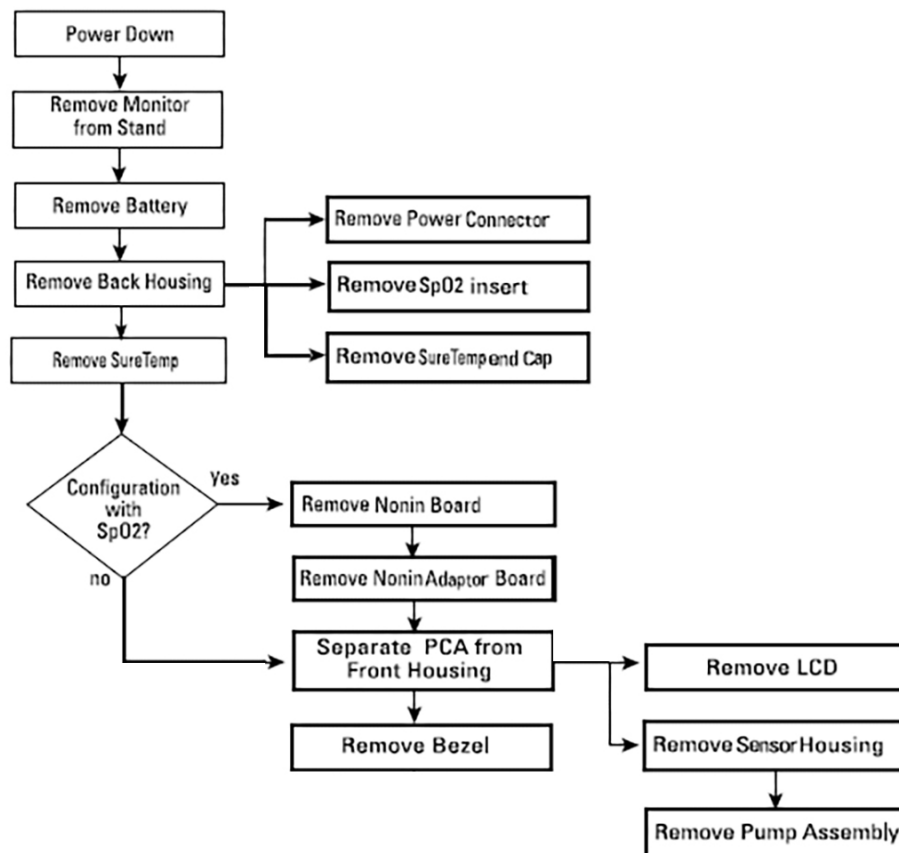 Power Down
Remove Monitor
from Stand
Remove Battery
Remove Power Connector
Remove Back Housing
Remove SpO2 insert
Remove SureTemp
Remove SureTemp end Cap
Configuration
with
SpO2?
yes
no
Remove Nonin Board
Remove Nonin Adaptor Board
Separate PCA from
Front Housing
Remove LCD
Remove Bezel
Remove Sensor Housing
Remove Pump Assembly